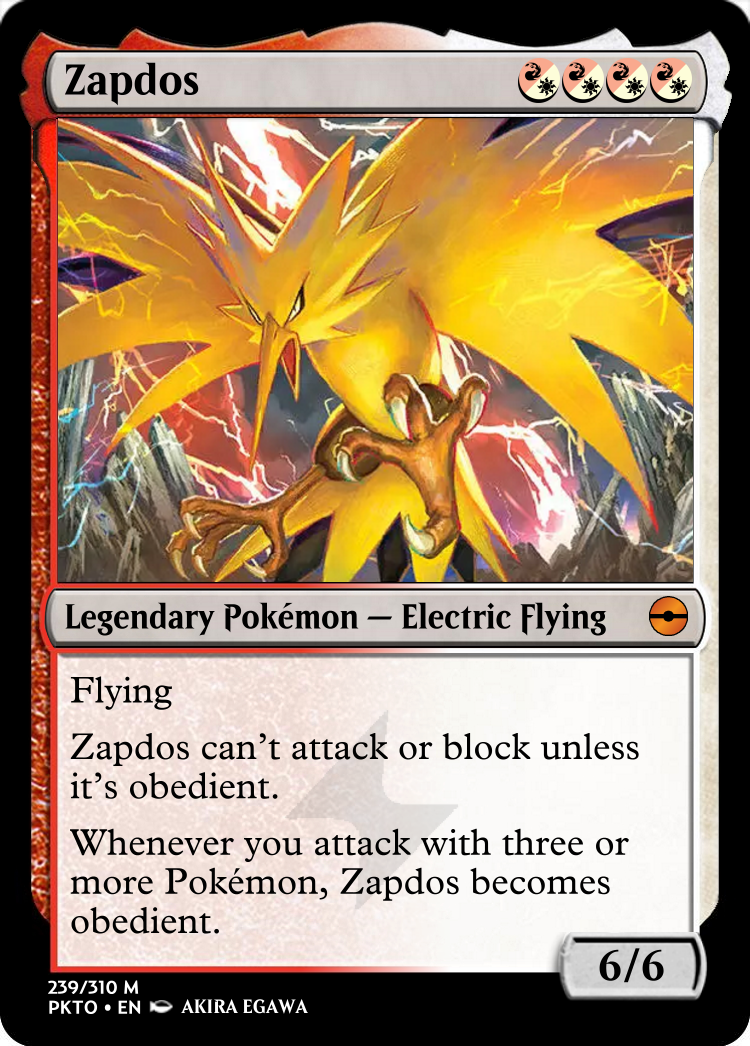 Zapdos
Legendary Pokémon — Electric Flying
Flying
Zapdos can't attack or block unless
it's obedient.
Whenever you attack with three or
more Pokémon, Zapdos becomes
obedient.
6/6
239/310 M
PKTO • EN AKIRA EGAWA